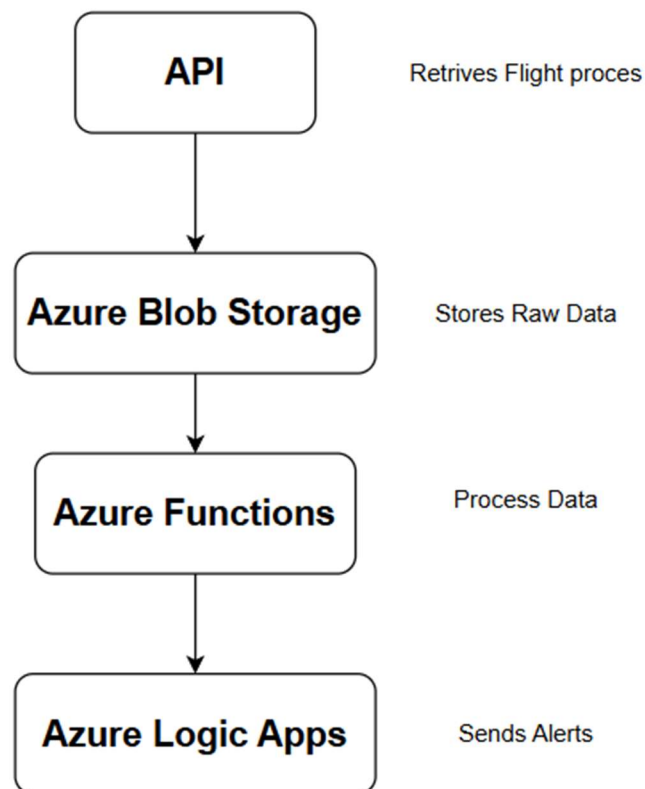 API
Retrives Flight proces
Azure Blob Storage
Stores Raw Data
Azure Functions
Process Data
Azure Logic Apps
Sends Alerts